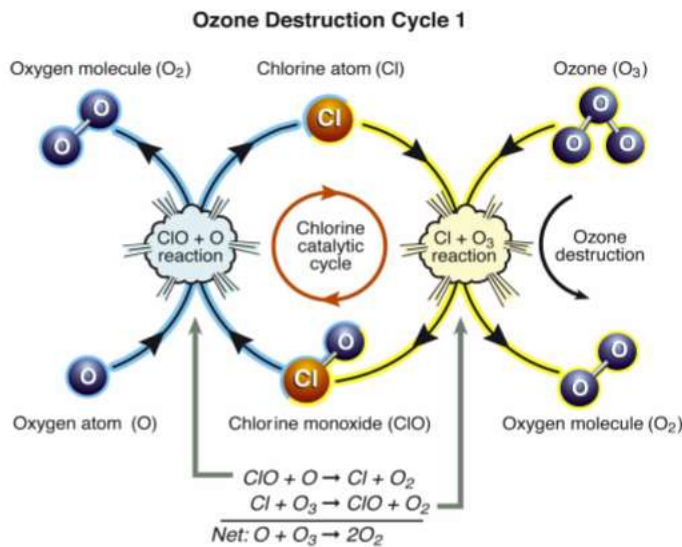 Ozone Destruction Cycle 1
Oxygen molecule (O₂)
Chlorine atom (Cl)
Ozone (O₃)
O
O
Cl
O
O
O
ClO + O
reaction
Chlorine
catalytic
cycle
Cl + O₃
reaction
Ozone
destruction
O
Cl
O
O
O
Oxygen atom (O)
Chlorine monoxide (ClO)
Oxygen molecule (O₂)
ClO + O → Cl + O₂
Cl + O₃ → ClO + O₂
Net: O + O₃ → 2O₂